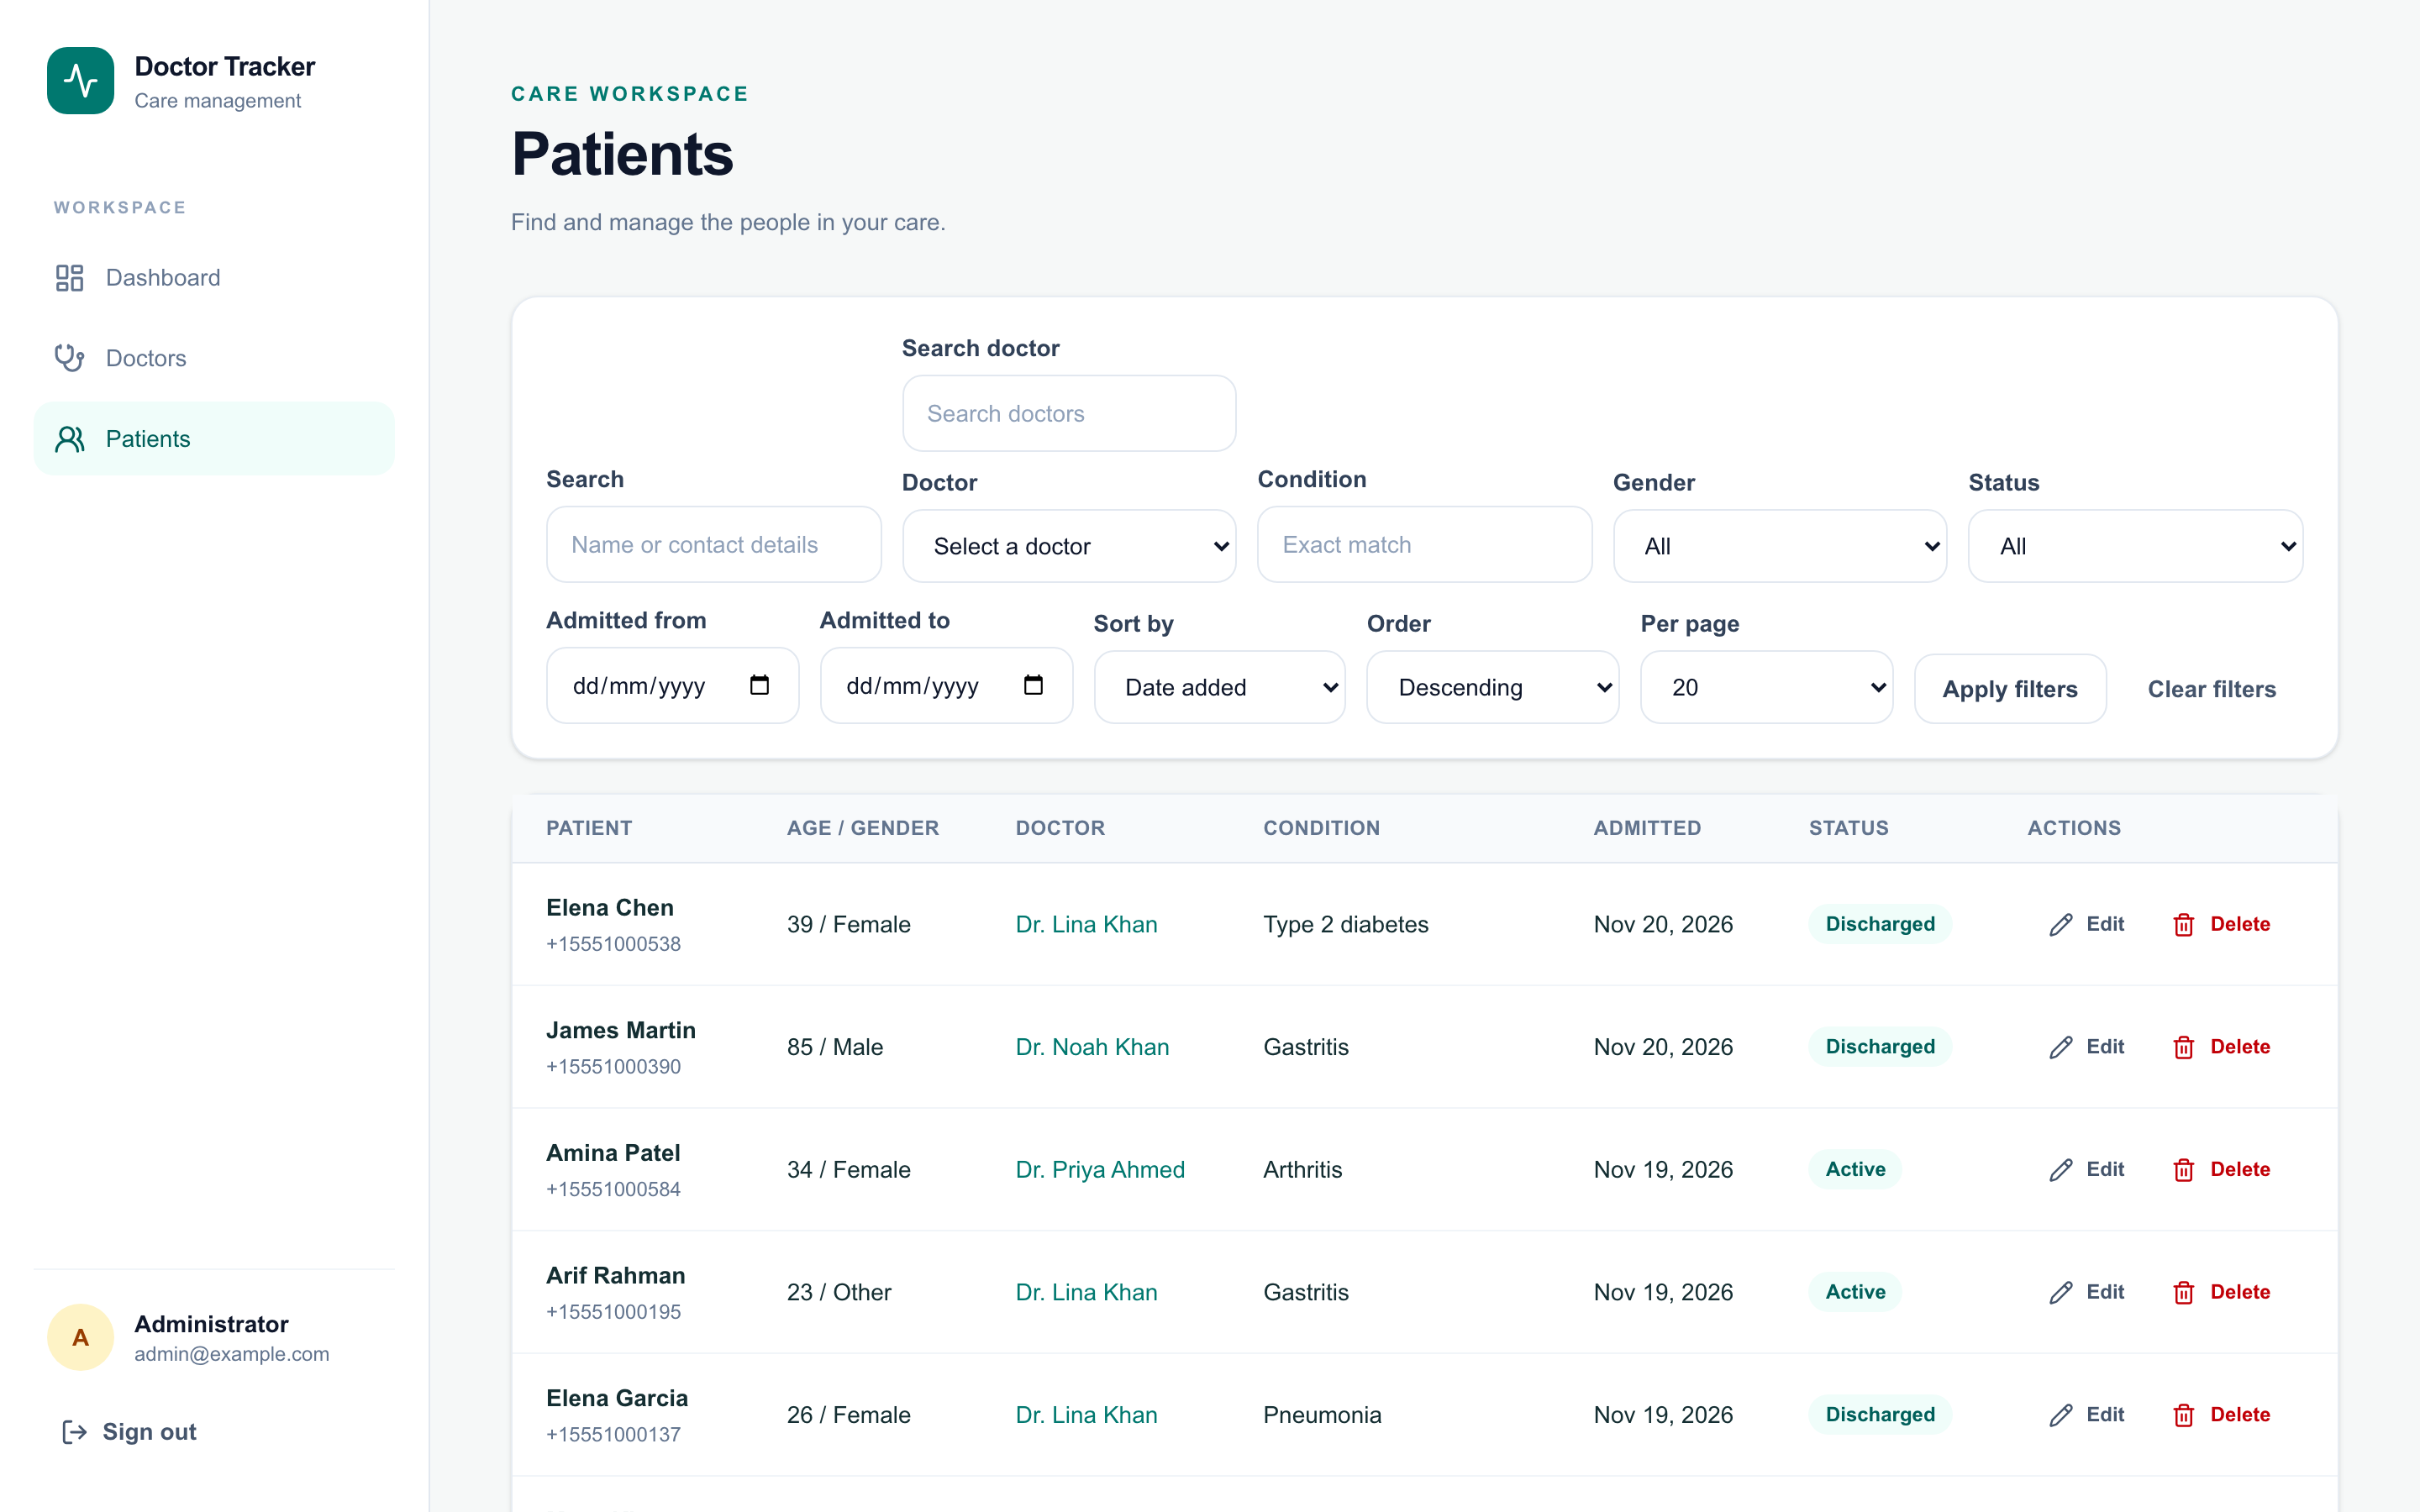 Doctor Tracker
Care management
WORKSPACE
Dashboard
Doctors
Patients
Administrator
A
admin@example.com
Sign out
CARE WORKSPACE
Patients
Find and manage the people in your care.
Search doctor
Search doctors
Search Doctor Condition Gender Status
Name or contact details Select a doctor Exact match All All
Admitted from Admitted to Sort by Order Per page
dd/mm/yyyy dd/mm/yyyy Date added Descending 20 Apply filters Clear filters
PATIENT AGE / GENDER DOCTOR CONDITION ADMITTED STATUS ACTIONS
Elena Chen
+15551000538
39 / Female Dr. Lina Khan Type 2 diabetes Nov 20, 2026 Discharged Edit Delete
James Martin
+15551000390
85 / Male Dr. Noah Khan Gastritis Nov 20, 2026 Discharged Edit Delete
Amina Patel
+15551000584
34 / Female Dr. Priya Ahmed Arthritis Nov 19, 2026 Active Edit Delete
Arif Rahman
+15551000195
23 / Other Dr. Lina Khan Gastritis Nov 19, 2026 Active Edit Delete
Elena Garcia
+15551000137
26 / Female Dr. Lina Khan Pneumonia Nov 19, 2026 Discharged Edit Delete